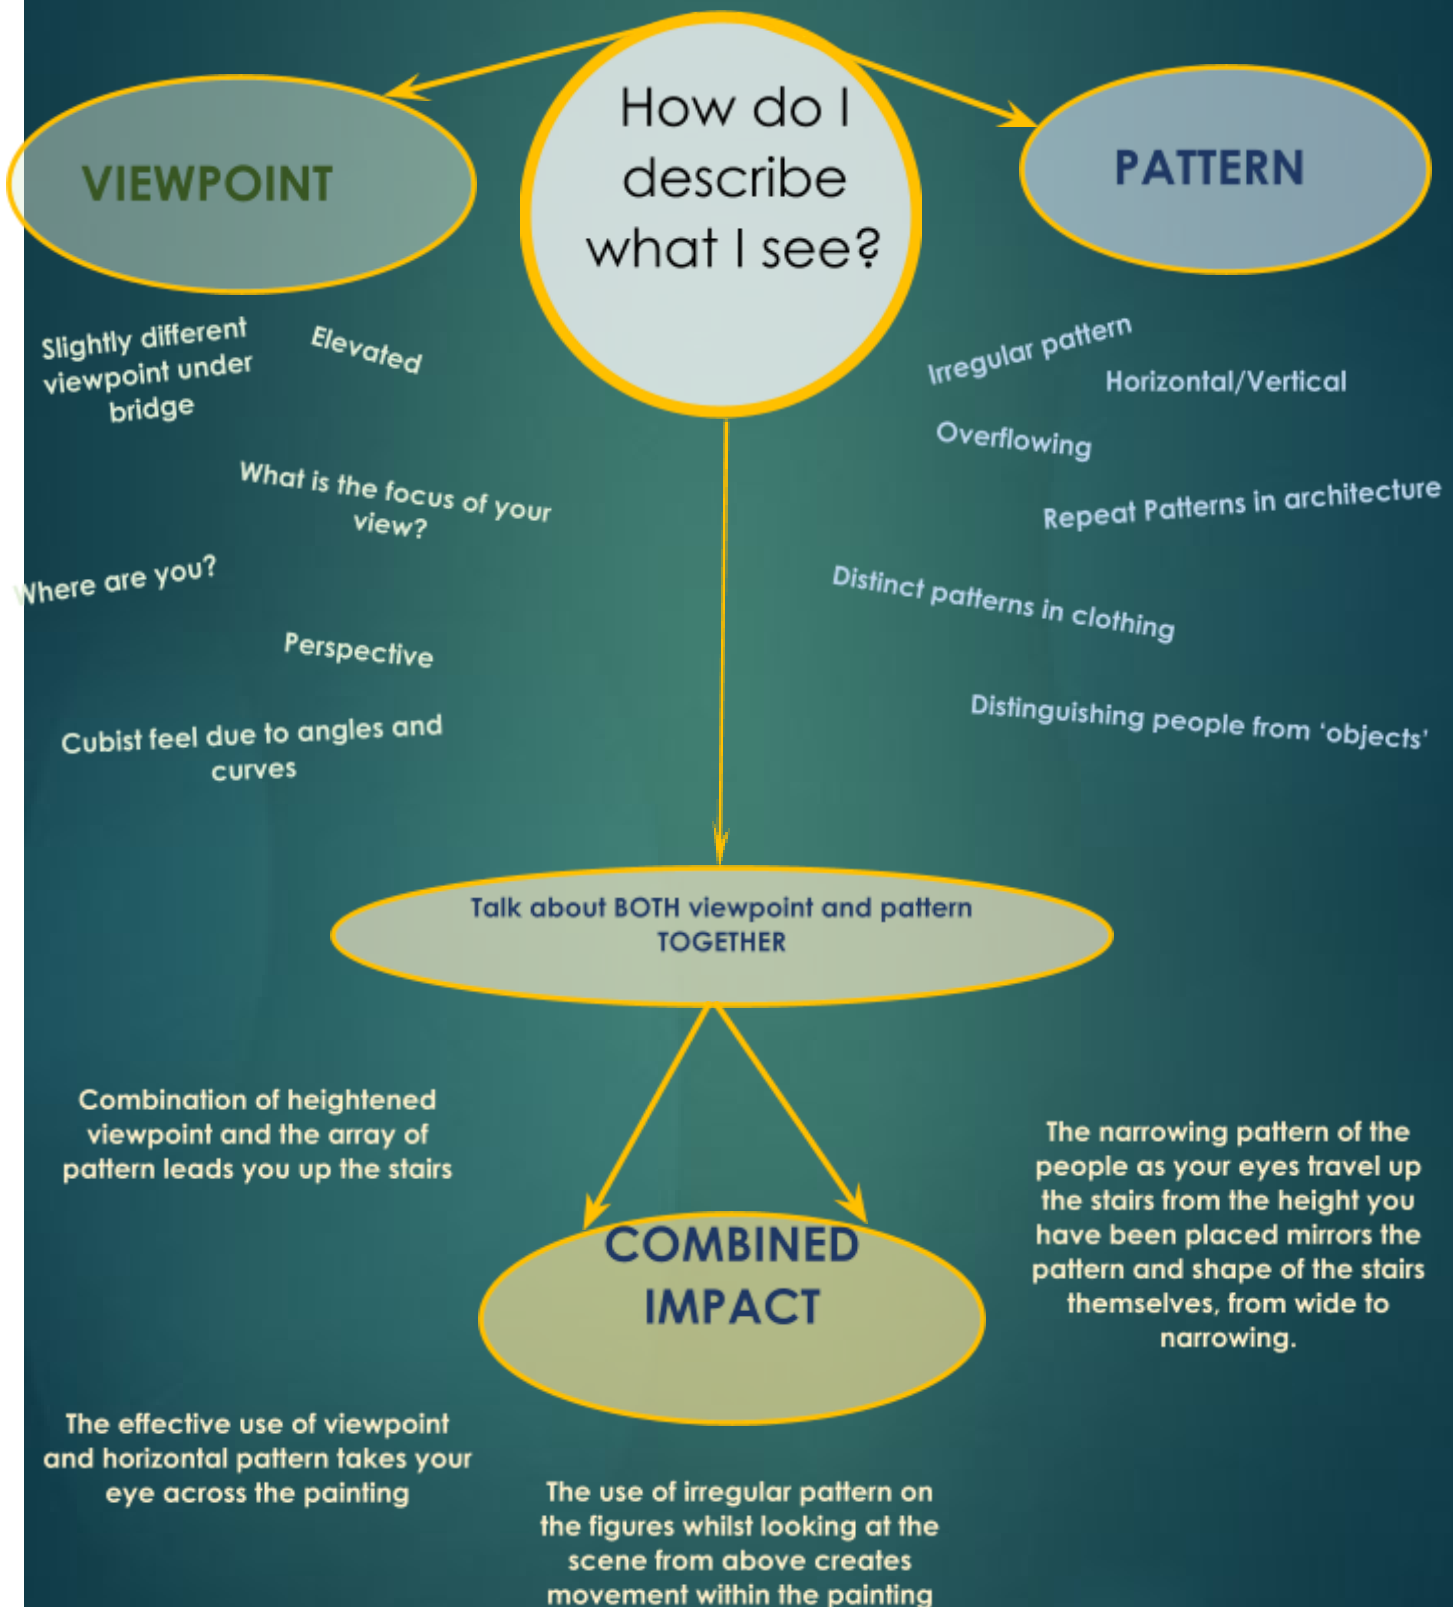 How do I
describe
what I see?
VIEWPOINT
Slightly different
viewpoint under
bridge
Elevated
What is the focus of your
view?
Where are you?
Perspective
Cubist feel due to angles and
curves
PATTERN
Irregular pattern
Horizontal/Vertical
Overflowing
Repeat Patterns in architecture
Distinct patterns in clothing
Distinguishing people from ‘objects’
Talk about BOTH viewpoint and pattern
TOGETHER
COMBINED
IMPACT
Combination of heightened
viewpoint and the array of
pattern leads you up the stairs
The narrowing pattern of the
people as your eyes travel up
the stairs from the height you
have been placed mirrors the
pattern and shape of the stairs
themselves, from wide to
narrowing.
The effective use of viewpoint
and horizontal pattern takes your
eye across the painting
The use of irregular pattern on
the figures whilst looking at the
scene from above creates
movement within the painting